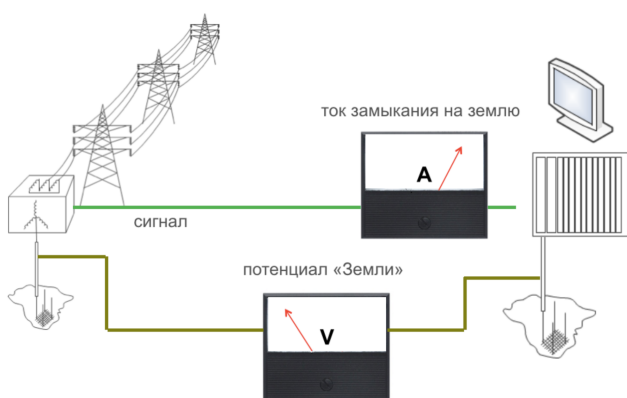 ток замыкания на землю
A
сигнал
потенциал «Земли»
V